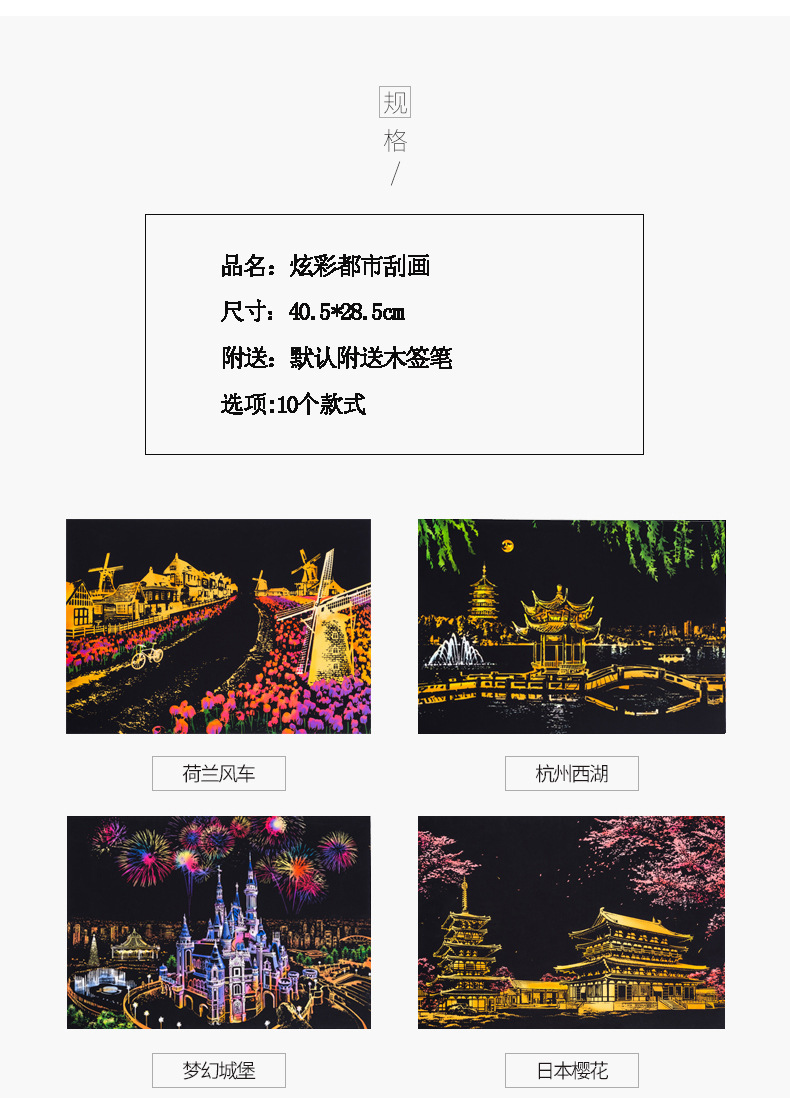 规
格
/
品名：炫彩都市刮画
尺寸：40.5*28.5cm
附送：默认附送木签笔
选项:10个款式
荷兰风车
杭州西湖
梦幻城堡
日本樱花